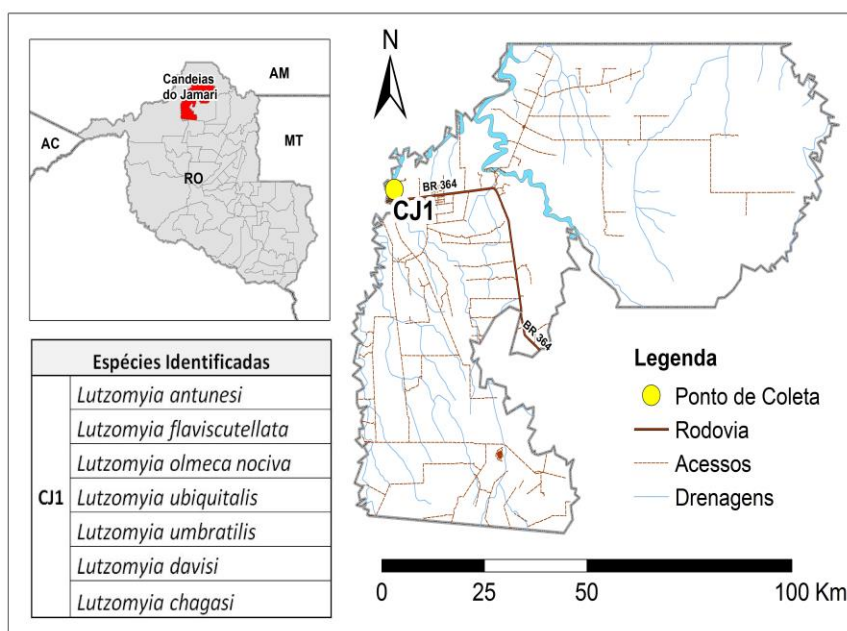 Candeias
do Jamari
AM
AC
MT
RO
Espécies Identificadas
CJ1
Lutzomyia antunesi
Lutzomyia flaviscutellata
Lutzomyia olmeca nociva
Lutzomyia ubiquitalis
Lutzomyia umbratilis
Lutzomyia davisi
Lutzomyia chagasi
N
BR 364
CJ1
BR 364
Legenda
Ponto de Coleta
Rodovia
Acessos
Drenagens
0 25 50 100 Km